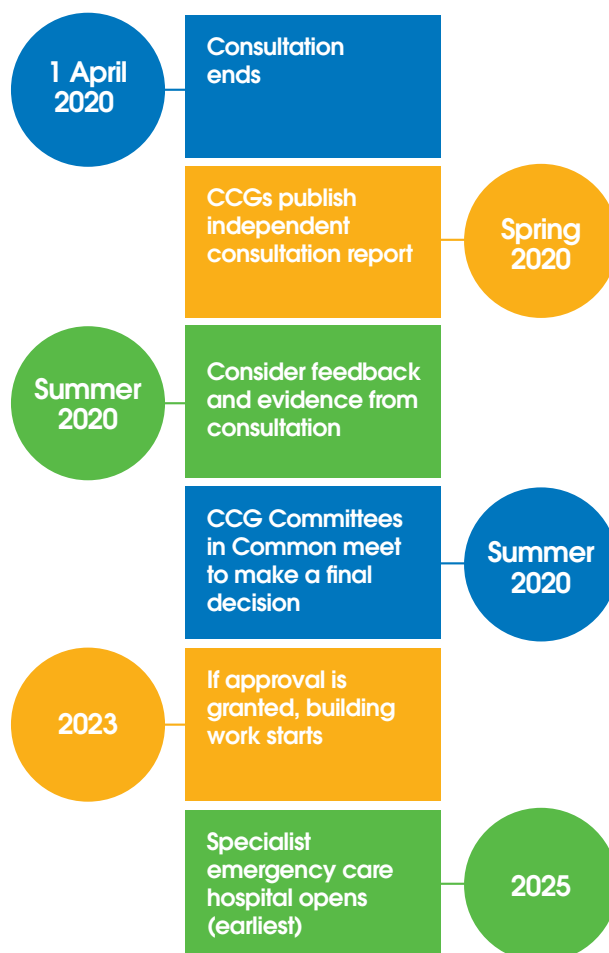 1 April
2020
Consultation
ends
CCGs publish
independent
consultation report
Spring
2020
Summer
2020
Consider feedback
and evidence from
consultation
CCG Committees
in Common meet
to make a final
decision
Summer
2020
2023
If approval is
granted, building
work starts
Specialist
emergency care
hospital opens
(earliest)
2025